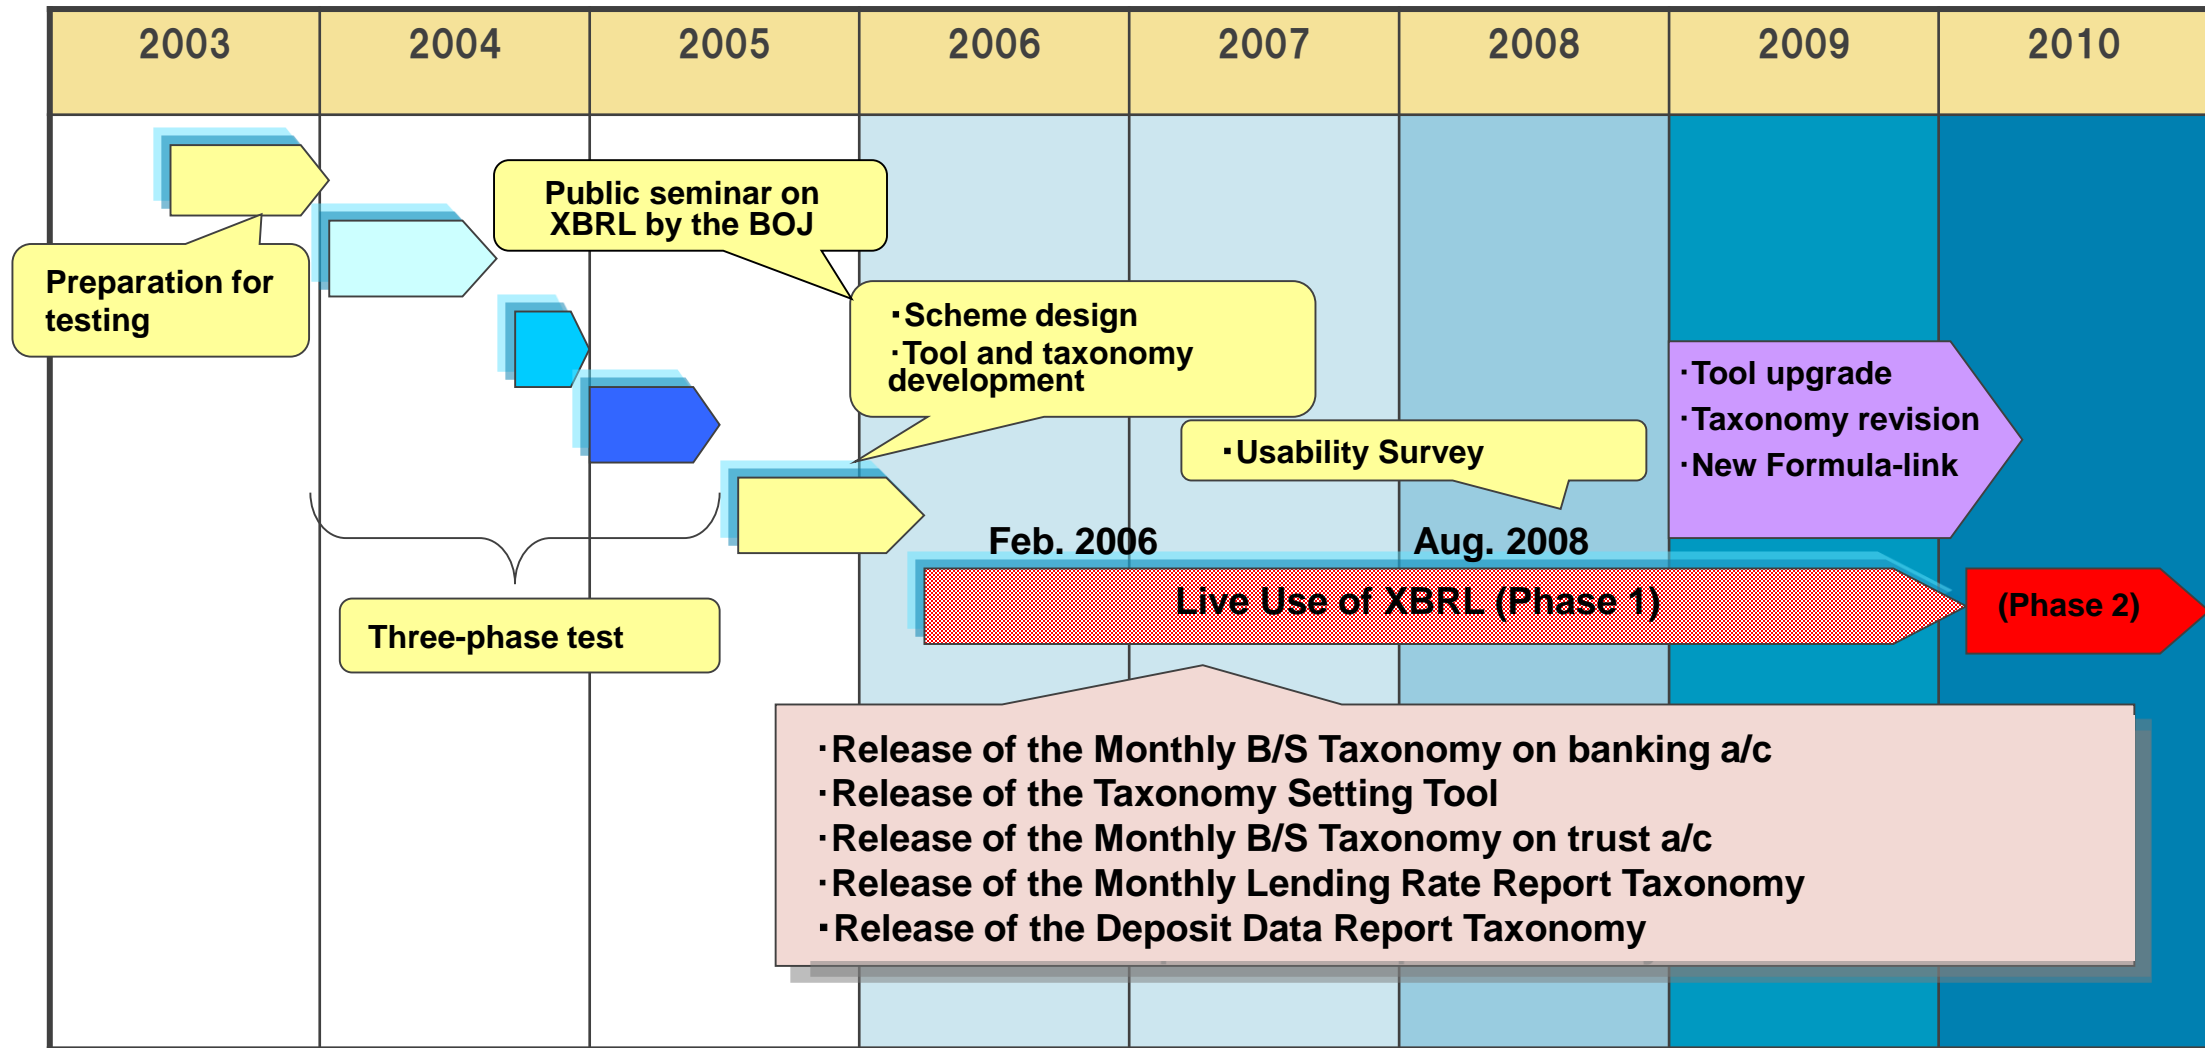 2003 2004 2005 2006 2007 2008 2009 2010
Public seminar on
XBRL by the BOJ
Preparation for
testing
・Scheme design
・Tool and taxonomy
development
・Tool upgrade
・Taxonomy revision
・New Formula-link
・Usability Survey
Feb. 2006
Aug. 2008
Live Use of XBRL (Phase 1)
(Phase 2)
Three-phase test
・Release of the Monthly B/S Taxonomy on banking a/c
・Release of the Taxonomy Setting Tool
・Release of the Monthly B/S Taxonomy on trust a/c
・Release of the Monthly Lending Rate Report Taxonomy
・Release of the Deposit Data Report Taxonomy